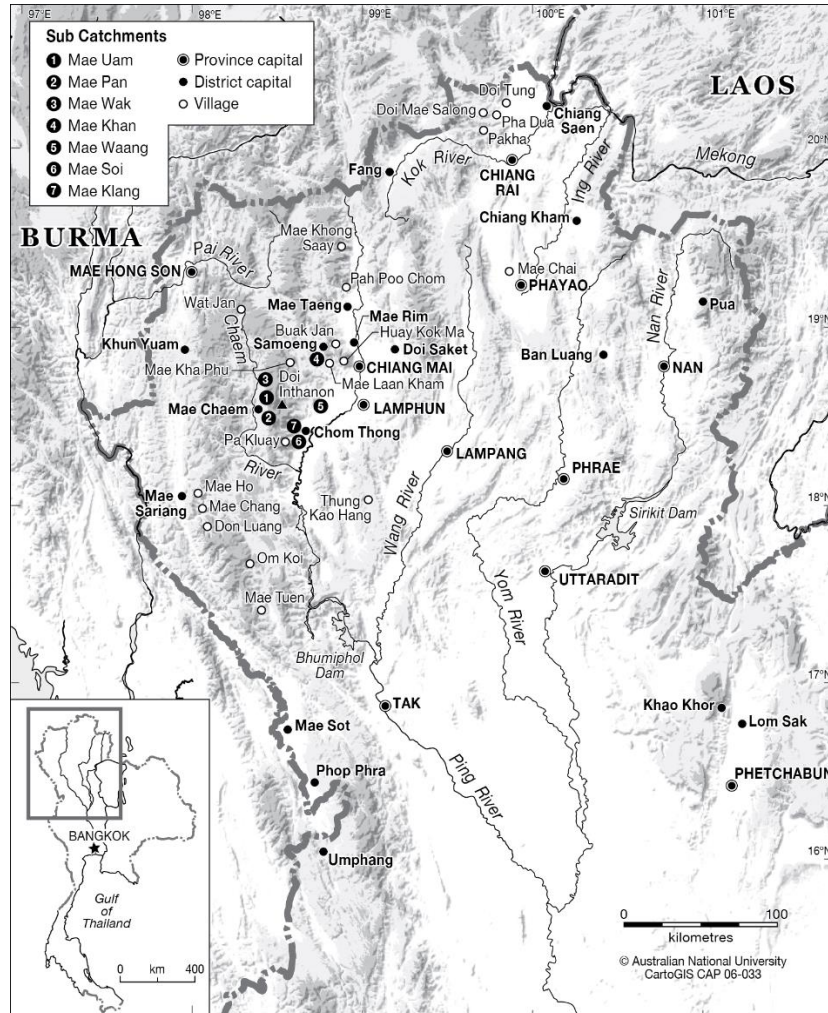 97°E
98°E
99°E
100°E
101°E
Sub Catchments
1 Mae Uam
2 Mae Pan
3 Mae Wak
4 Mae Khan
5 Mae Waang
6 Mae Soi
7 Mae Klang
Province capital
District capital
Village
LAOS
BURMA
Doi Tung
Doi Mae Salong
Pha Dua
Pakha
Chiang
Saen
Kok River
CHIANG
RAI
Ing River
Mekong
Fang
Chiang Kham
Mae Khong
Saay
Pai River
MAE HONG SON
Pah Poo Chom
Mae Chai
PHAYAO
Nan River
Pua
Wat Jan
Mae Taeng
Mae Rim
Chaem
Buak Jan
Samoeng
Huay Kok Ma
Khun Yuam
Doi Saket
Ban Luang
Mae Kha Phu
4
CHIANG MAI
NAN
3
Doi
Inthanon
Mae Laan Kham
1
Mae Chaem
2
5
LAMPHUN
7
Chom Thong
Pa Kluay
6
River
LAMPANG
PHRAE
Mae
Sariang
Mae Ho
Mae Chang
Don Luang
Thung
Kao Hang
Wang River
Sirikit Dam
Om Koi
UTTARADIT
Mae Tuen
Yom River
Bhumiphol
Dam
TAK
Khao Khor
Lom Sak
Mae Sot
Ping River
Phop Phra
PHETCHABUN
Umphang
19°N
18°N
17°N
16°N
BANGKOK
Gulf
of
Thailand
0 km 400
0 100
kilometres
© Australian National University
CartoGIS CAP 06-033